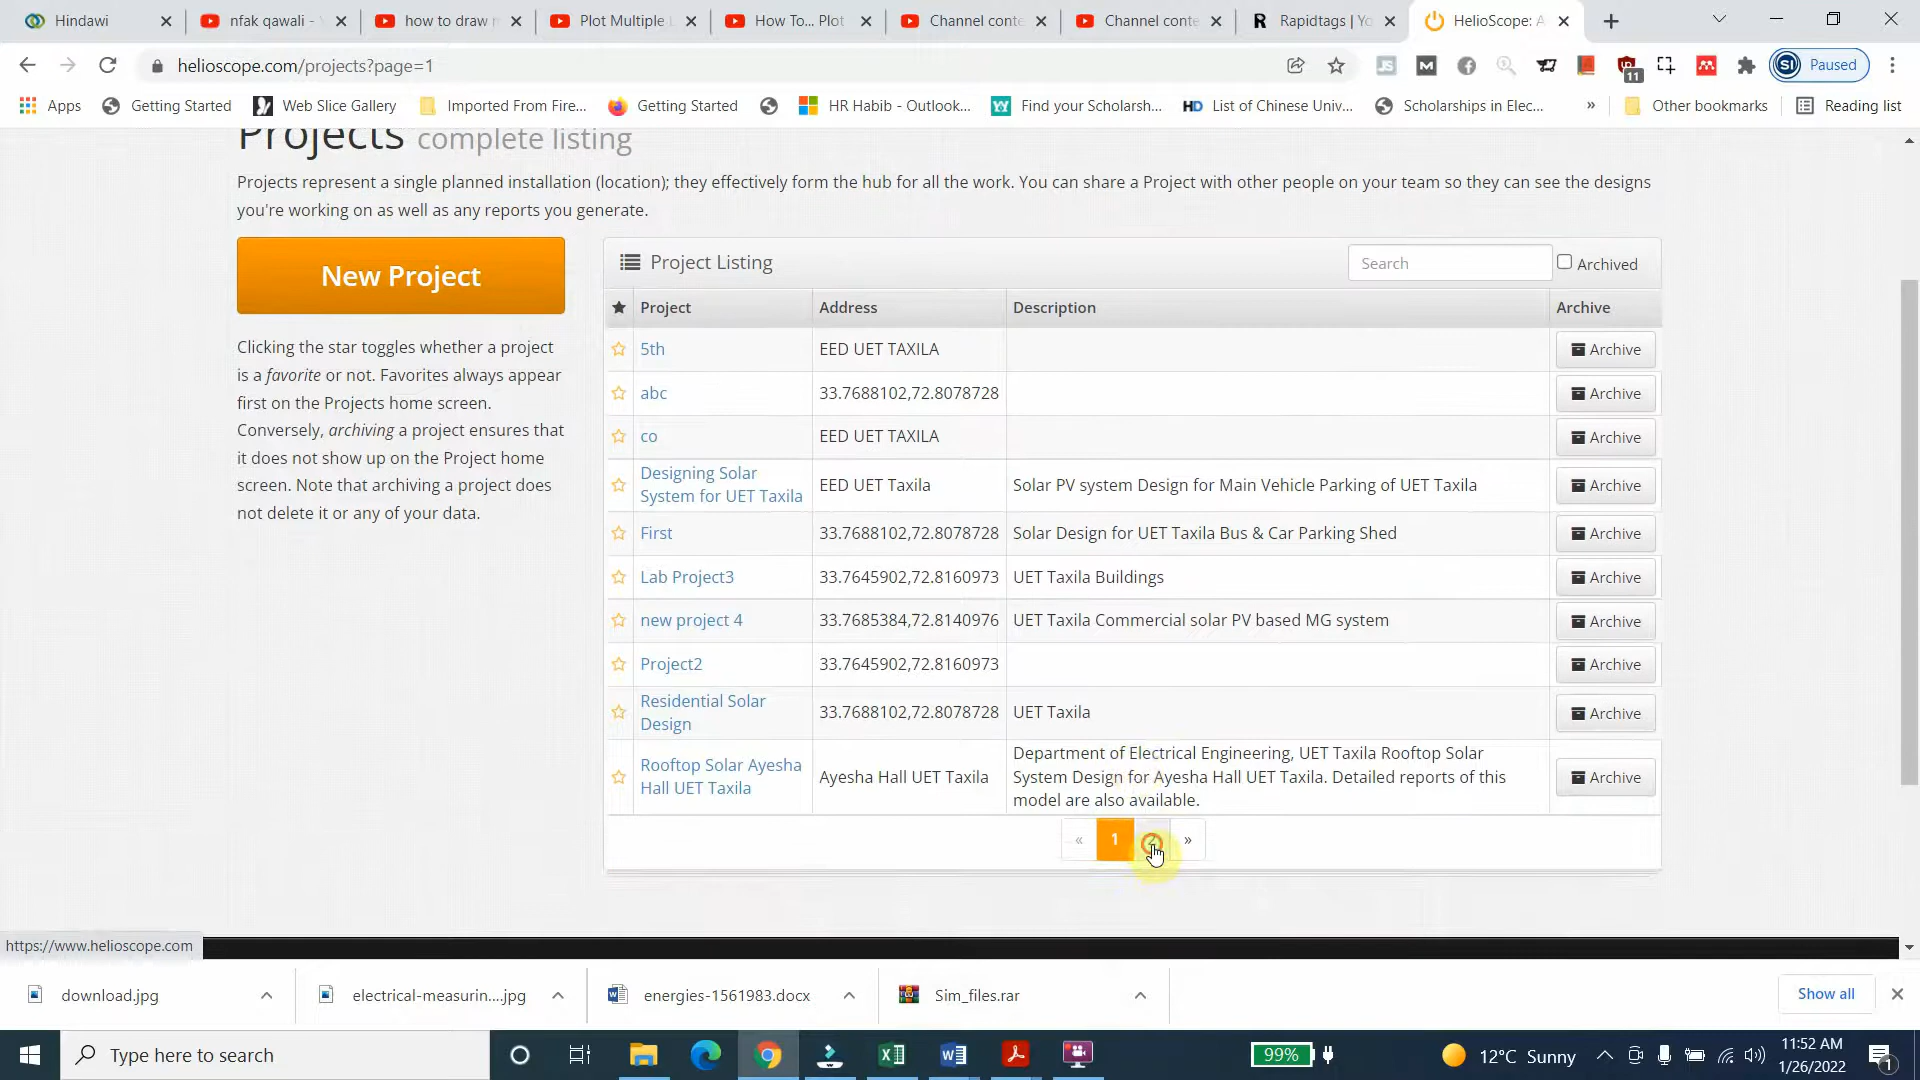 Hindawi
nfak qawali -
how to draw
Plot Multiple
How To... Plot
Channel conte
Channel conte
R Rapidtags | Yo
HelioScope: A
helioscope.com/projects?page=1
JS
M
11
SI Paused
Apps
Getting Started
Web Slice Gallery
Imported From Fire...
Getting Started
HR Habib - Outlook...
Find your Scholarsh...
HD List of Chinese Univ...
Scholarships in Elec...
»
Other bookmarks
Reading list
Projects complete listing
Projects represent a single planned installation (location); they effectively form the hub for all the work. You can share a Project with other people on your team so they can see the designs
you're working on as well as any reports you generate.
New Project
Clicking the star toggles whether a project
is a favorite or not. Favorites always appear
first on the Projects home screen.
Conversely, archiving a project ensures that
it does not show up on the Project home
screen. Note that archiving a project does
not delete it or any of your data.
Project Listing
Search
Archived
★ Project Address Description Archive
5th EED UET TAXILA Archive
abc 33.7688102,72.8078728 Archive
co EED UET TAXILA Archive
Designing Solar
System for UET Taxila
EED UET Taxila
Solar PV system Design for Main Vehicle Parking of UET Taxila
Archive
First 33.7688102,72.8078728 Solar Design for UET Taxila Bus & Car Parking Shed Archive
Lab Project3 33.7645902,72.8160973 UET Taxila Buildings Archive
new project 4 33.7685384,72.8140976 UET Taxila Commercial solar PV based MG system Archive
Project2 33.7645902,72.8160973 Archive
Residential Solar
Design
33.7688102,72.8078728
UET Taxila
Archive
Rooftop Solar Ayesha
Hall UET Taxila
Ayesha Hall UET Taxila
Department of Electrical Engineering, UET Taxila Rooftop Solar
System Design for Ayesha Hall UET Taxila. Detailed reports of this
model are also available.
Archive
« 1 2 »
https://www.helioscope.com
download.jpg
electrical-measurin....jpg
energies-1561983.docx
Sim_files.rar
Show all
Type here to search
99%
12°C Sunny
11:52 AM
1/26/2022
1